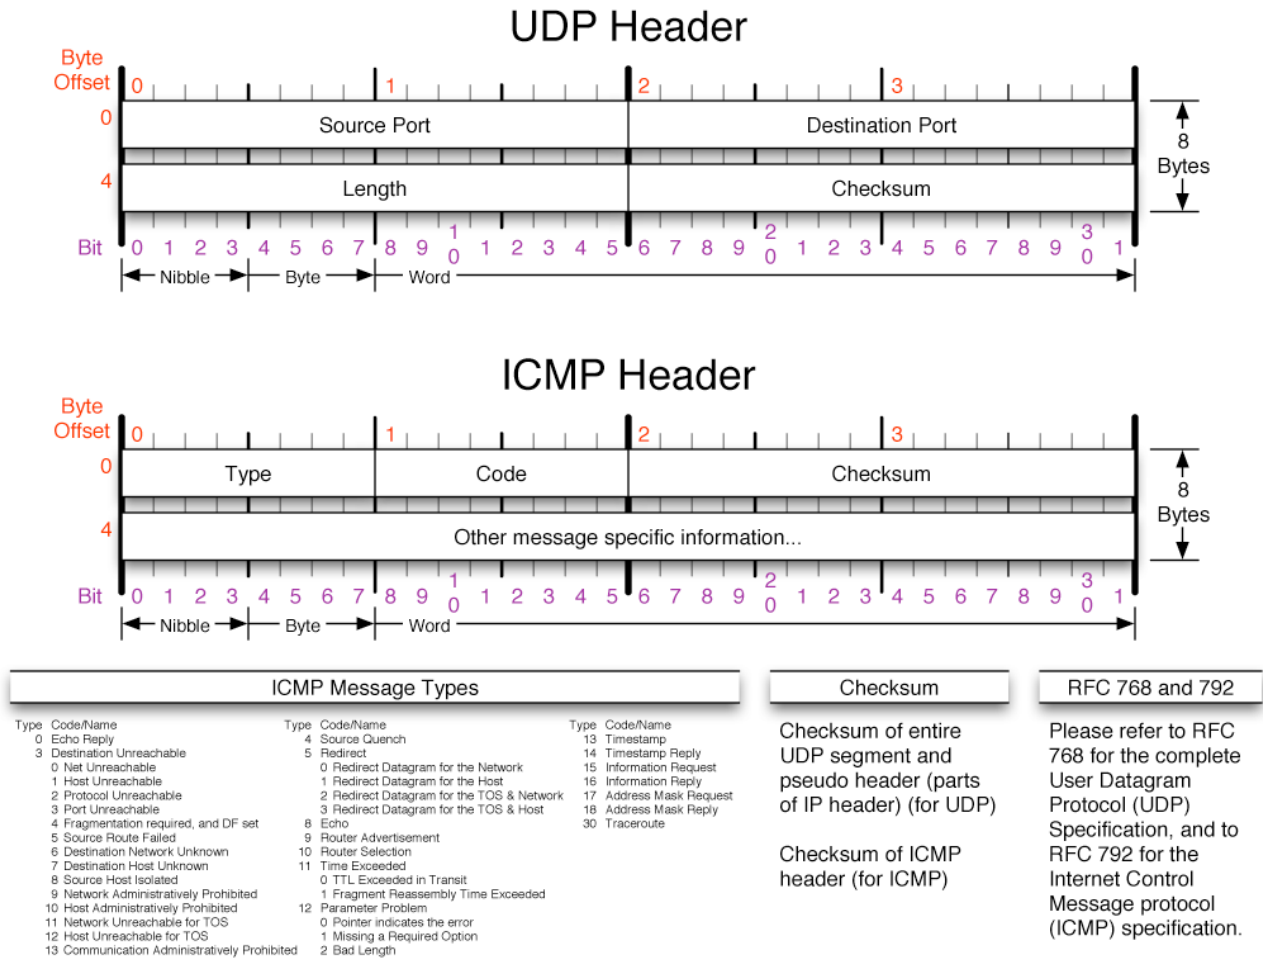 UDP Header
Byte
Offset
0 1 2 3
0 Source Port Destination Port
8
Bytes
4 Length Checksum
Bit 0 1 2 3 4 5 6 7 8 9 10 1 2 3 4 5 6 7 8 9 20 1 2 3 4 5 6 7 8 9 30 1
Nibble Byte Word
ICMP Header
Byte
Offset
0 1 2 3
0 Type Code Checksum
8
Bytes
4 Other message specific information...
Bit 0 1 2 3 4 5 6 7 8 9 10 1 2 3 4 5 6 7 8 9 20 1 2 3 4 5 6 7 8 9 30 1
Nibble Byte Word
ICMP Message Types
Type Code/Name
0 Echo Reply
3 Destination Unreachable
0 Net Unreachable
1 Host Unreachable
2 Protocol Unreachable
3 Port Unreachable
4 Fragmentation required, and DF set
5 Source Route Failed
6 Destination Network Unknown
7 Destination Host Unknown
8 Source Host Isolated
9 Network Administratively Prohibited
10 Host Administratively Prohibited
11 Network Unreachable for TOS
12 Host Unreachable for TOS
13 Communication Administratively Prohibited
Type Code/Name
4 Source Quench
5 Redirect
0 Redirect Datagram for the Network
1 Redirect Datagram for the Host
2 Redirect Datagram for the TOS & Network
3 Redirect Datagram for the TOS & Host
8 Echo
9 Router Advertisement
10 Router Selection
11 Time Exceeded
0 TTL Exceeded in Transit
1 Fragment Reassembly Time Exceeded
12 Parameter Problem
0 Pointer indicates the error
1 Missing a Required Option
2 Bad Length
Type Code/Name
13 Timestamp
14 Timestamp Reply
15 Information Request
16 Information Reply
17 Address Mask Request
18 Address Mask Reply
30 Traceroute
Checksum
Checksum of entire
UDP segment and
pseudo header (parts
of IP header) (for UDP)
Checksum of ICMP
header (for ICMP)
RFC 768 and 792
Please refer to RFC
768 for the complete
User Datagram
Protocol (UDP)
Specification, and to
RFC 792 for the
Internet Control
Message protocol
(ICMP) specification.